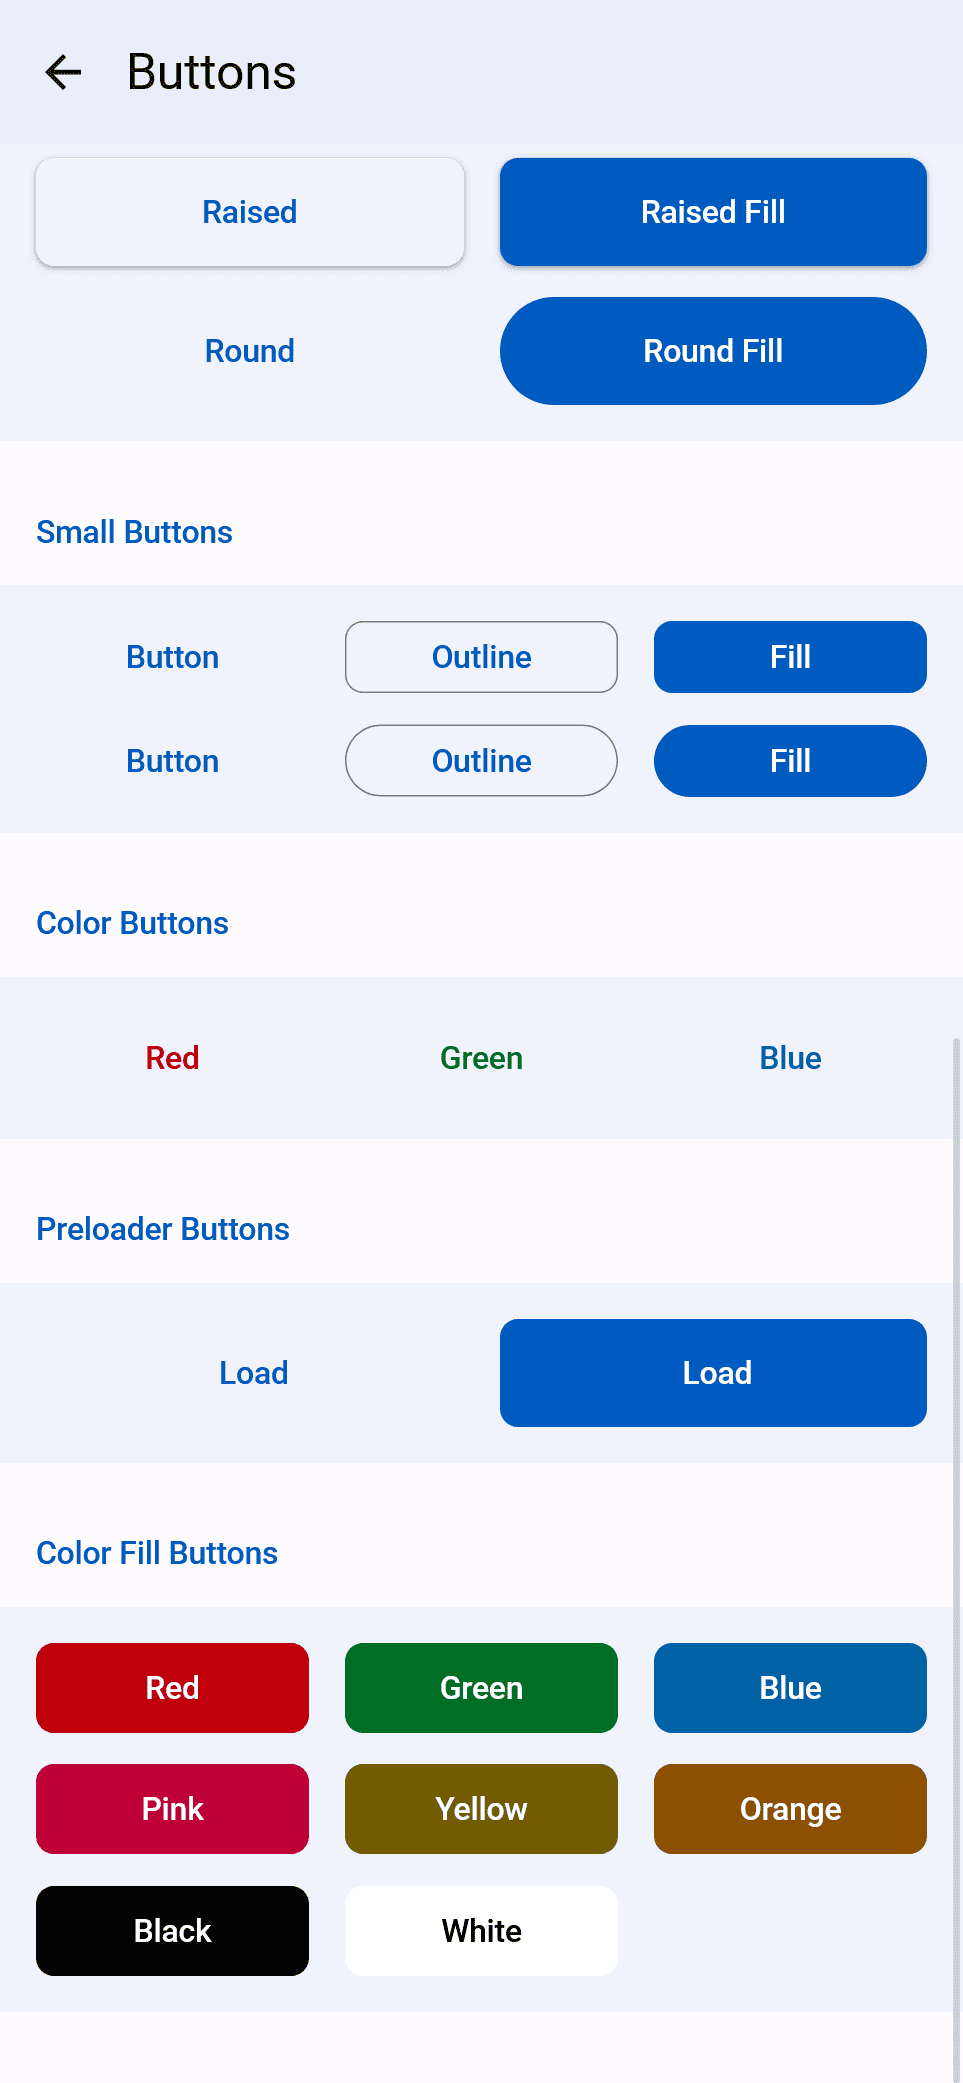 Buttons
Raised Raised Fill
Round Round Fill
Small Buttons
Button Outline Fill
Button Outline Fill
Color Buttons
Red Green Blue
Preloader Buttons
Load Load
Color Fill Buttons
Red Green Blue
Pink Yellow Orange
Black White